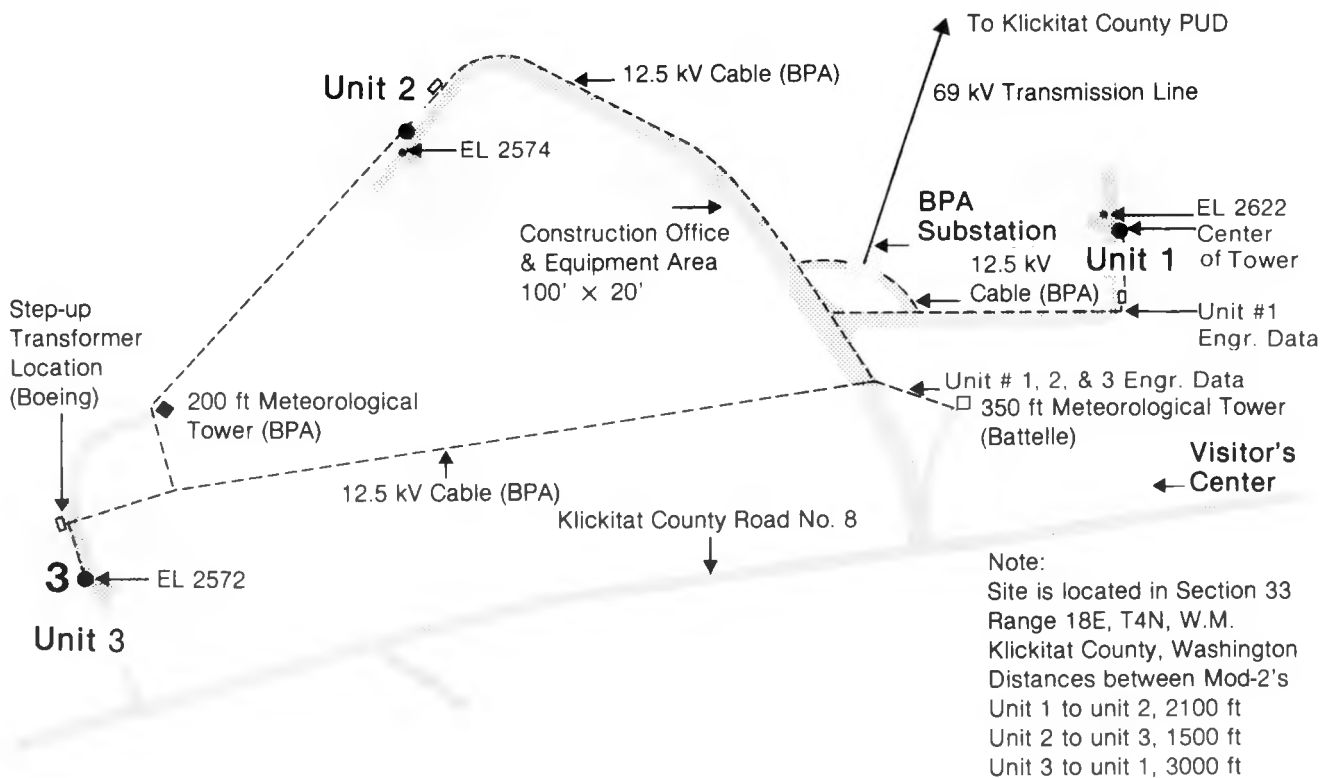 To Klickitat County PUD
12.5 kV Cable (BPA)
69 kV Transmission Line
Unit 2
EL 2574
Construction Office
& Equipment Area
100' × 20'
BPA
Substation
12.5 kV
Cable (BPA)
EL 2622
Center
of Tower
Unit 1
Unit #1
Engr. Data
Step-up
Transformer
Location
(Boeing)
200 ft Meteorological
Tower (BPA)
Unit # 1, 2, & 3 Engr. Data
350 ft Meteorological Tower
(Battelle)
12.5 kV Cable (BPA)
Visitor's
Center
Klickitat County Road No. 8
3
EL 2572
Unit 3
Note:
Site is located in Section 33
Range 18E, T4N, W.M.
Klickitat County, Washington
Distances between Mod-2's
Unit 1 to unit 2, 2100 ft
Unit 2 to unit 3, 1500 ft
Unit 3 to unit 1, 3000 ft